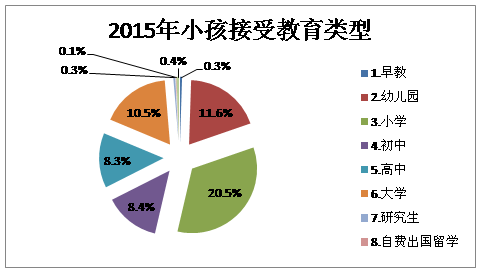 2015年小孩接受教育类型
0.1%
0.4%
0.3%
0.3%
10.5%
11.6%
8.3%
8.4%
20.5%
1.早教
2.幼儿园
3.小学
4.初中
5.高中
6.大学
7.研究生
8.自费出国留学